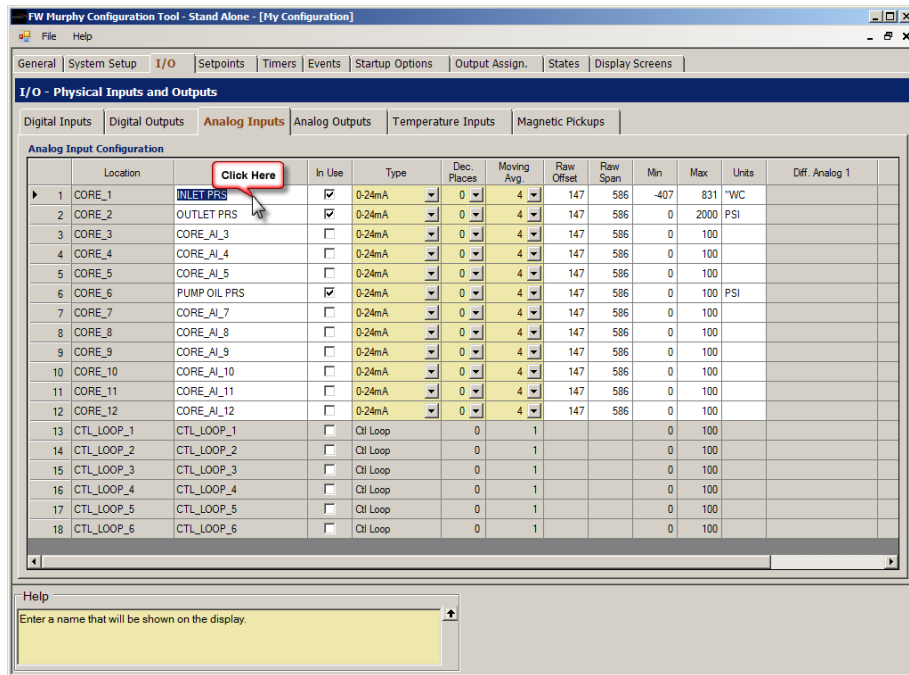 FW Murphy Configuration Tool - Stand Alone - [My Configuration]
File Help
General System Setup I/O Setpoints Timers Events Startup Options Output Assign. States Display Screens
I/O - Physical Inputs and Outputs
Digital Inputs Digital Outputs Analog Inputs Analog Outputs Temperature Inputs Magnetic Pickups
Analog Input Configuration
Location Click Here In Use Type Dec. Places Moving Avg. Raw Offset Raw Span Min Max Units Diff. Analog 1
1 CORE_1 INLET PRS 0-24mA 0 4 147 586 -407 831 "WC
2 CORE_2 OUTLET PRS 0-24mA 0 4 147 586 0 2000 PSI
3 CORE_3 CORE_AI_3 0-24mA 0 4 147 586 0 100
4 CORE_4 CORE_AI_4 0-24mA 0 4 147 586 0 100
5 CORE_5 CORE_AI_5 0-24mA 0 4 147 586 0 100
6 CORE_6 PUMP OIL PRS 0-24mA 0 4 147 586 0 100 PSI
7 CORE_7 CORE_AI_7 0-24mA 0 4 147 586 0 100
8 CORE_8 CORE_AI_8 0-24mA 0 4 147 586 0 100
9 CORE_9 CORE_AI_9 0-24mA 0 4 147 586 0 100
10 CORE_10 CORE_AI_10 0-24mA 0 4 147 586 0 100
11 CORE_11 CORE_AI_11 0-24mA 0 4 147 586 0 100
12 CORE_12 CORE_AI_12 0-24mA 0 4 147 586 0 100
13 CTL_LOOP_1 CTL_LOOP_1 Ctl Loop 0 1 0 100
14 CTL_LOOP_2 CTL_LOOP_2 Ctl Loop 0 1 0 100
15 CTL_LOOP_3 CTL_LOOP_3 Ctl Loop 0 1 0 100
16 CTL_LOOP_4 CTL_LOOP_4 Ctl Loop 0 1 0 100
17 CTL_LOOP_5 CTL_LOOP_5 Ctl Loop 0 1 0 100
18 CTL_LOOP_6 CTL_LOOP_6 Ctl Loop 0 1 0 100
Help
Enter a name that will be shown on the display.